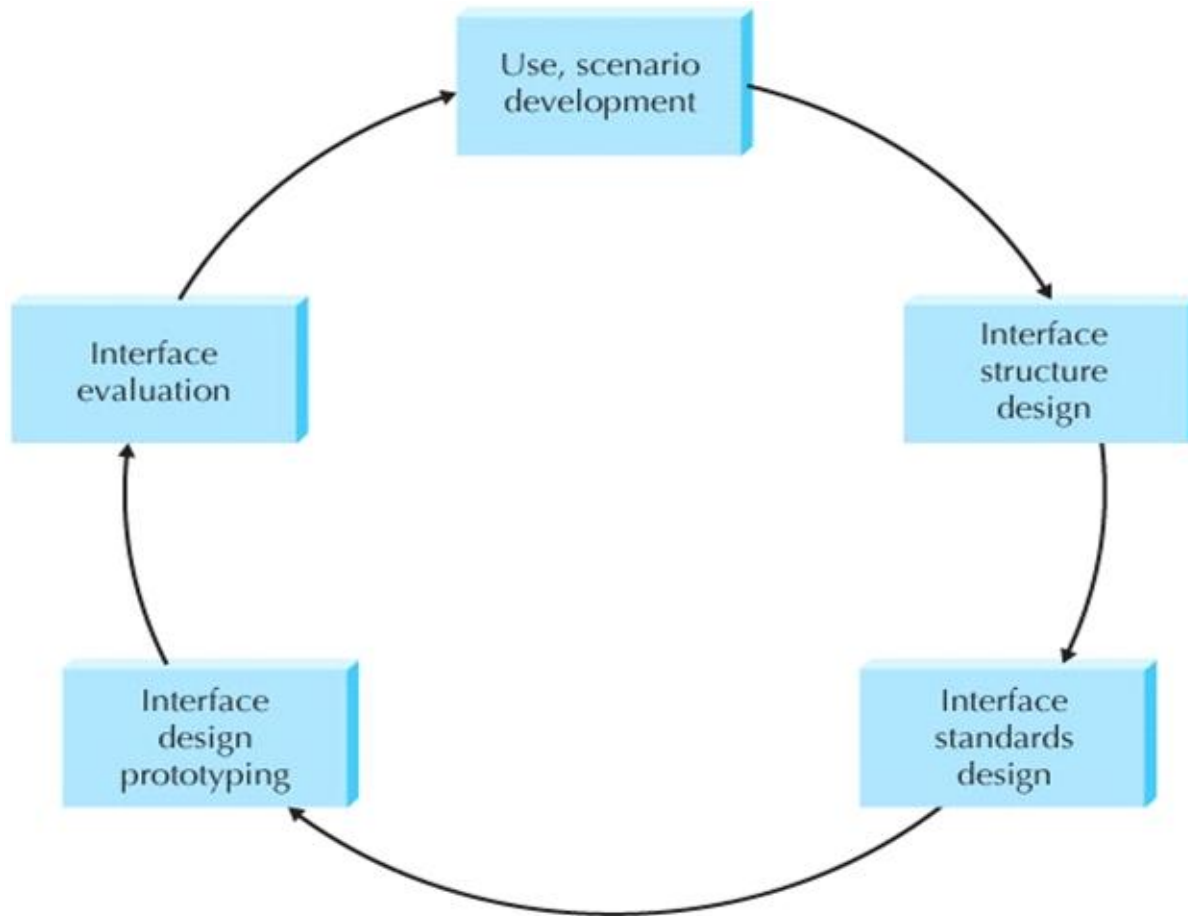 Use, scenario
development
Interface
structure
design
Interface
standards
design
Interface
design
prototyping
Interface
evaluation